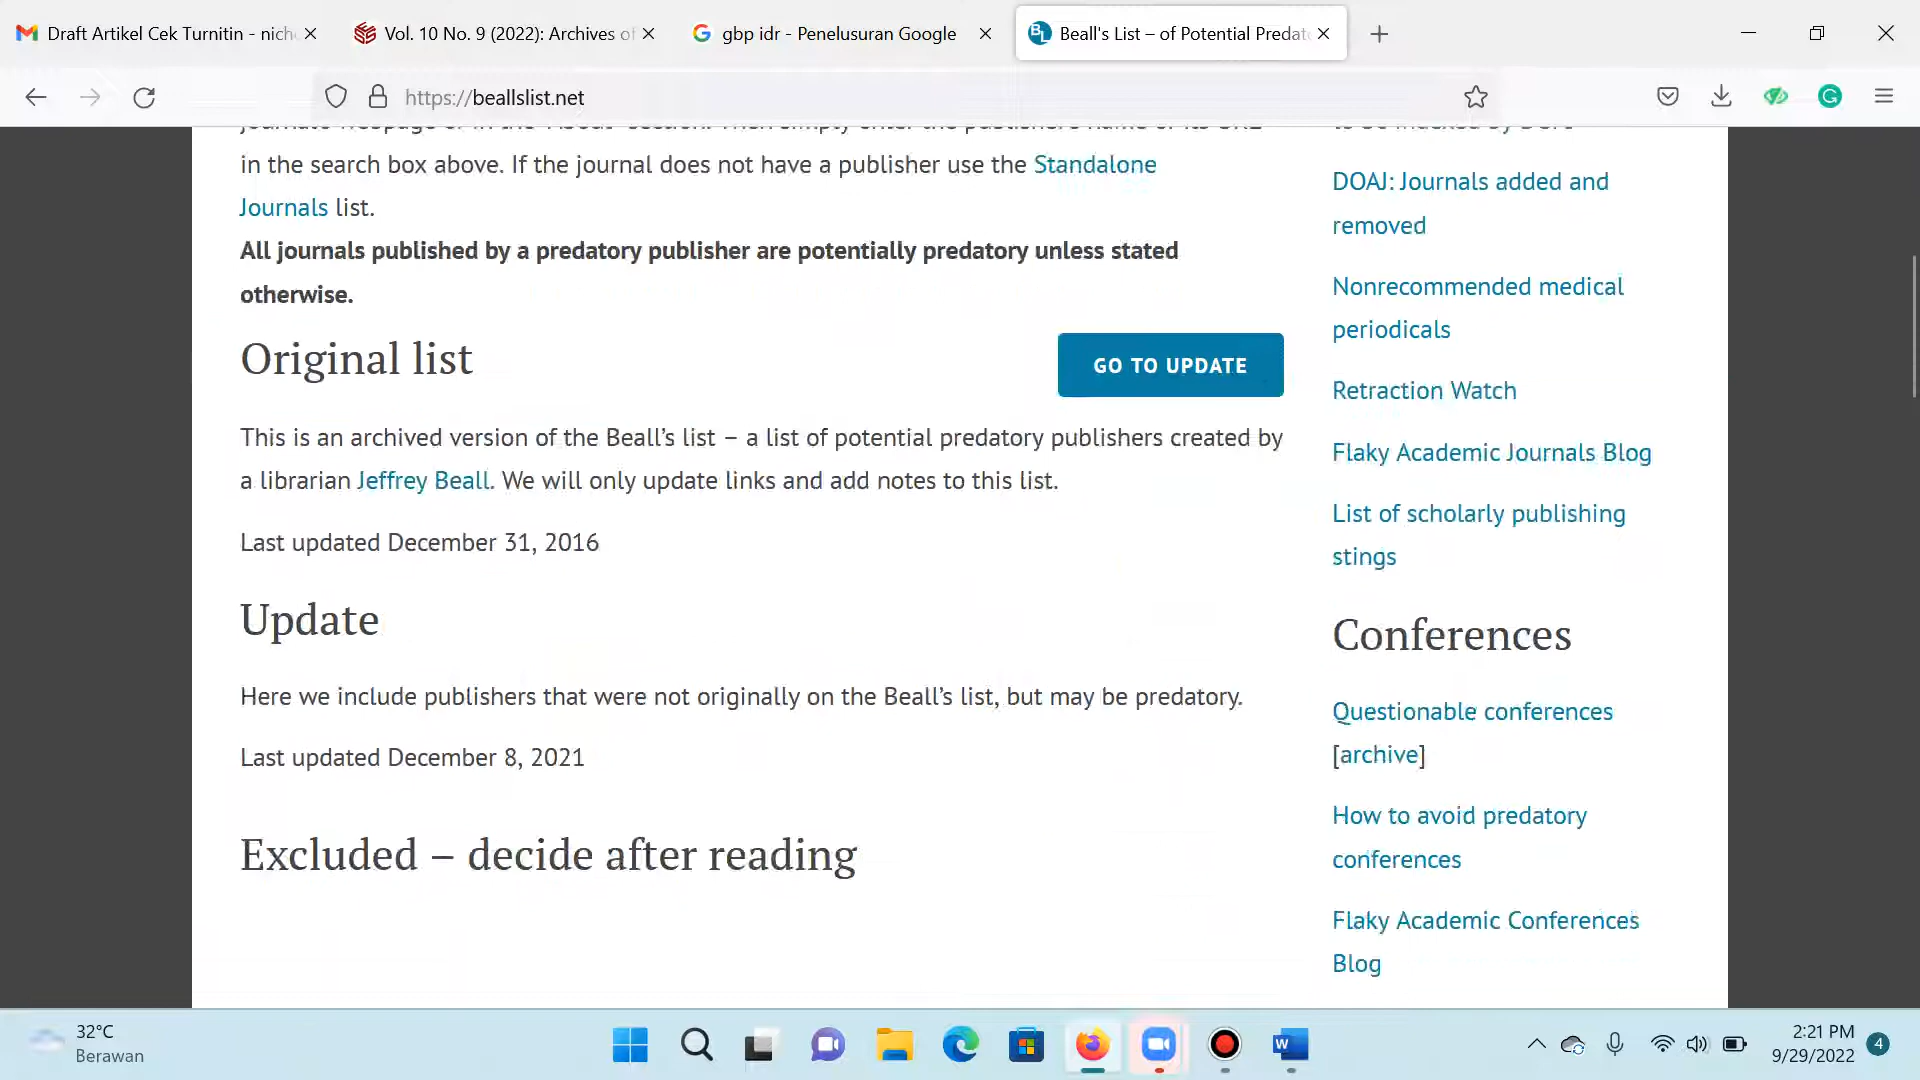 Draft Artikel Cek Turnitin - nich
Vol. 10 No. 9 (2022): Archives of
gbp idr - Penelusuran Google
Beall's List – of Potential Predat
https://beallslist.net
in the search box above. If the journal does not have a publisher use the Standalone
Journals list.
All journals published by a predatory publisher are potentially predatory unless stated
otherwise.
Original list
GO TO UPDATE
This is an archived version of the Beall's list – a list of potential predatory publishers created by
a librarian Jeffrey Beall. We will only update links and add notes to this list.
Last updated December 31, 2016
Update
Here we include publishers that were not originally on the Beall's list, but may be predatory.
Last updated December 8, 2021
Excluded – decide after reading
DOAJ: Journals added and
removed
Nonrecommended medical
periodicals
Retraction Watch
Flaky Academic Journals Blog
List of scholarly publishing
stings
Conferences
Questionable conferences
[archive]
How to avoid predatory
conferences
Flaky Academic Conferences
Blog
32°C
Berawan
2:21 PM
9/29/2022
4